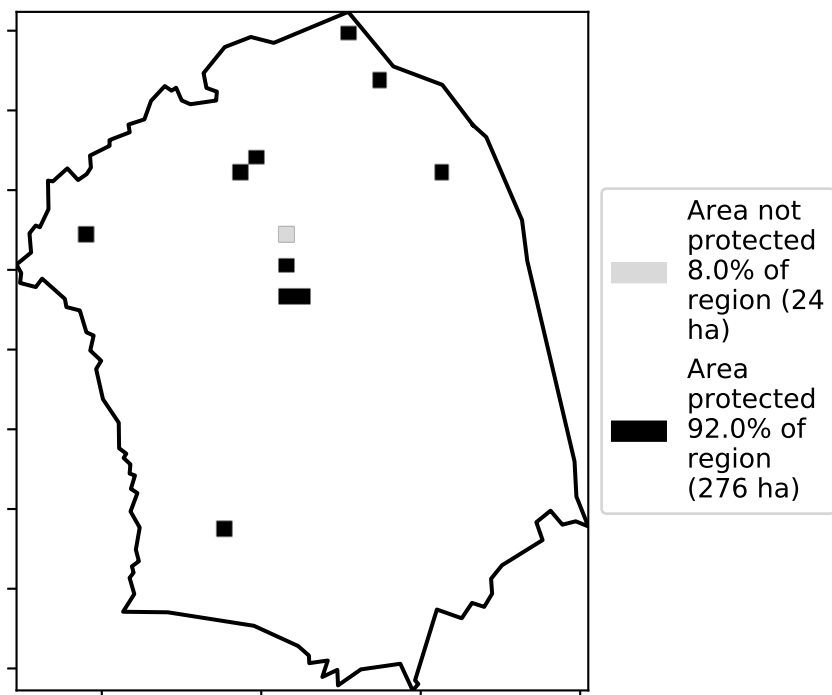 Area not
protected
8.0% of
region (24
ha)
Area
protected
92.0% of
region
(276 ha)